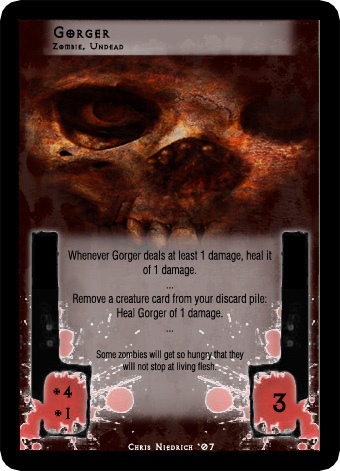 Gorger
Zombie, Undead
Whenever Gorger deals at least 1 damage, heal it
of 1 damage.
...
Remove a creature card from your discard pile:
Heal Gorger of 1 damage.
...
Some zombies will get so hungry that they
will not stop at living flesh.
4
1
3
Chris Niedrich '07